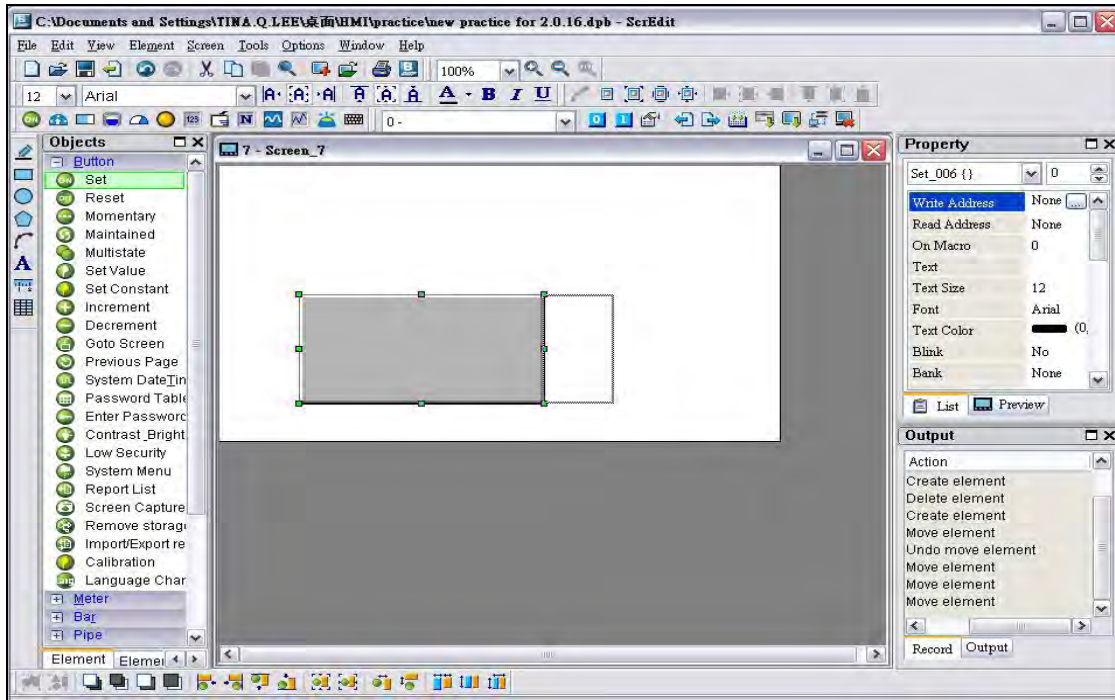 C:\Documents and Settings\TINA.Q.LEE\桌面\HMI\practice\new practice for 2.0.16.dpb - ScrEdit
File Edit View Element Screen Tools Options Window Help
100%
12 Arial
0 -
Objects
Button
Set
Reset
Momentary
Maintained
Multistate
Set Value
Set Constant
Increment
Decrement
Goto Screen
Previous Page
System DateTin
Password Table
Enter Password
Contrast_Bright
Low Security
System Menu
Report List
Screen Capture
Remove storag
Import/Export re
Calibration
Language Char
Meter
Bar
Pipe
Element Elemei
7 - Screen_7
Property
Set_006 {} 0
Write Address None ...
Read Address None
On Macro 0
Text
Text Size 12
Font Arial
Text Color (0,
Blink No
Bank None
List Preview
Output
Action
Create element
Delete element
Create element
Move element
Undo move element
Move element
Move element
Move element
Record Output